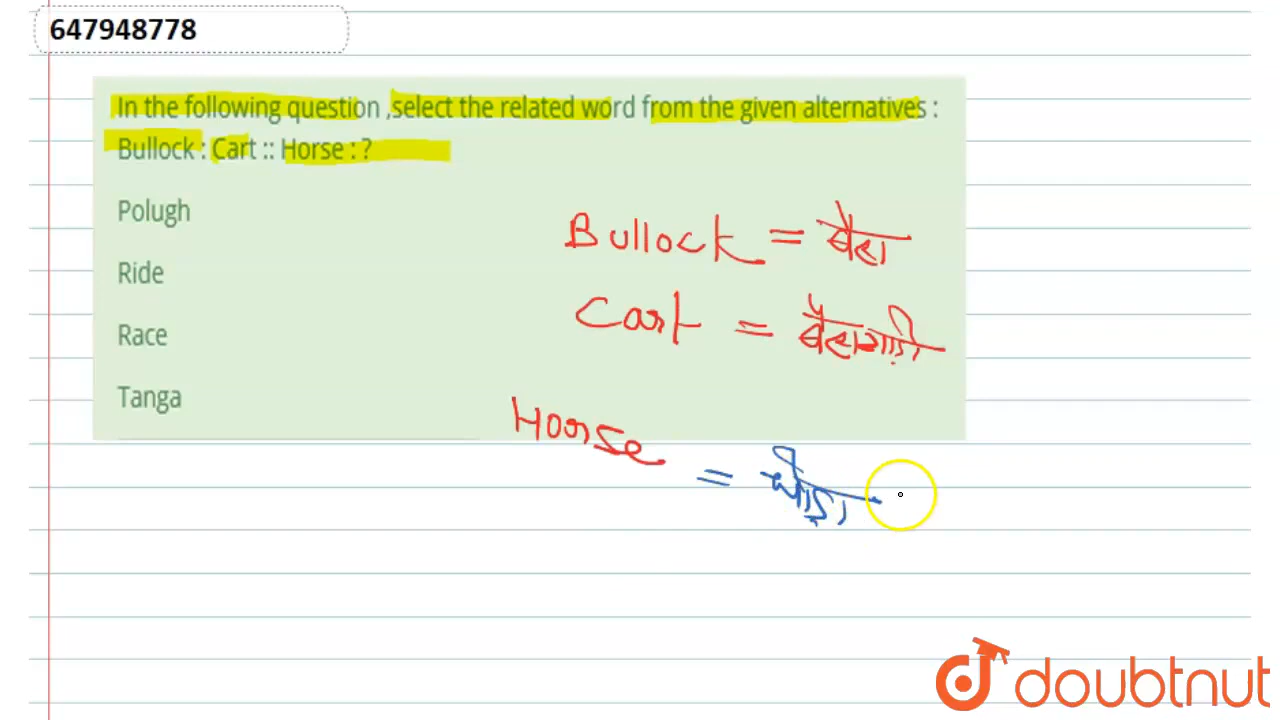 647948778
In the following question ,select the related word from the given alternatives :
Bullock : Cart :: Horse : ?
Polugh
Ride
Race
Tanga
Bullock = बैल
Cart = बैलगाड़ी
Horse = घोड़ा
doubtnut